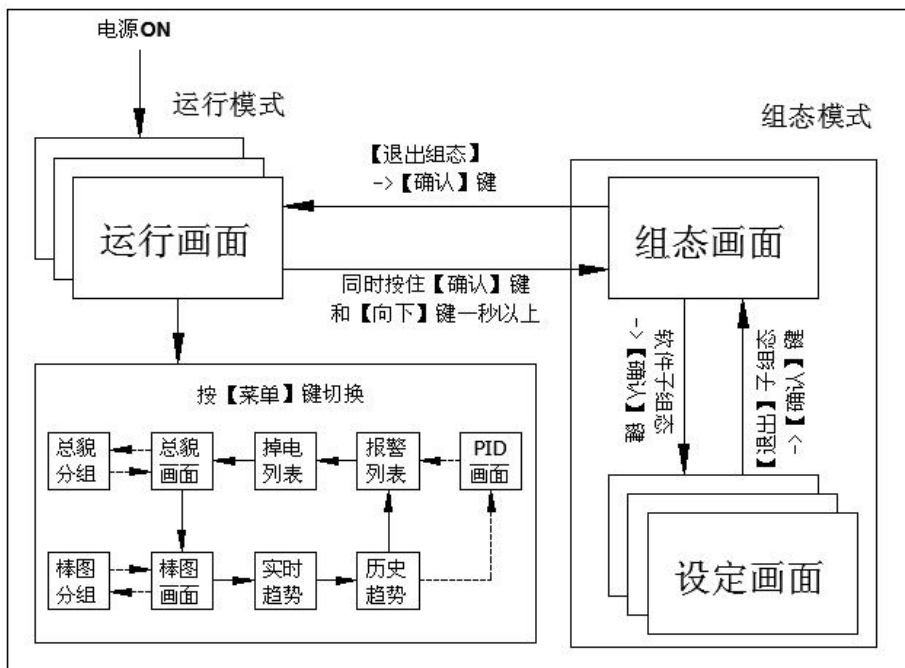 电源ON
运行模式
组态模式
【退出组态】
->【确认】键
运行画面
组态画面
同时按住【确认】键
和【向下】键一秒以上
软件子组态
->【确认】键
【退出】子组态
->【确认】键
按【菜单】键切换
总貌
分组
总貌
画面
掉电
列表
报警
列表
PID
画面
棒图
分组
棒图
画面
实时
趋势
历史
趋势
设定画面